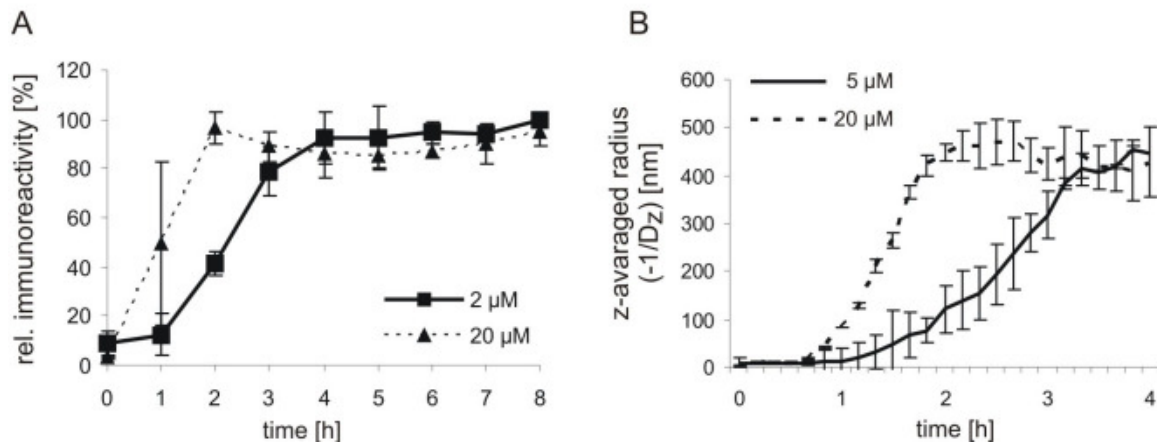 A
rel. immunoreactivity [%]
120
100
80
60
40
20
0
0 1 2 3 4 5 6 7 8
time [h]
2 µM
20 µM
B
z-avaraged radius
(-1/Dz) [nm]
600
500
400
300
200
100
0
0 1 2 3 4
time [h]
5 µM
20 µM